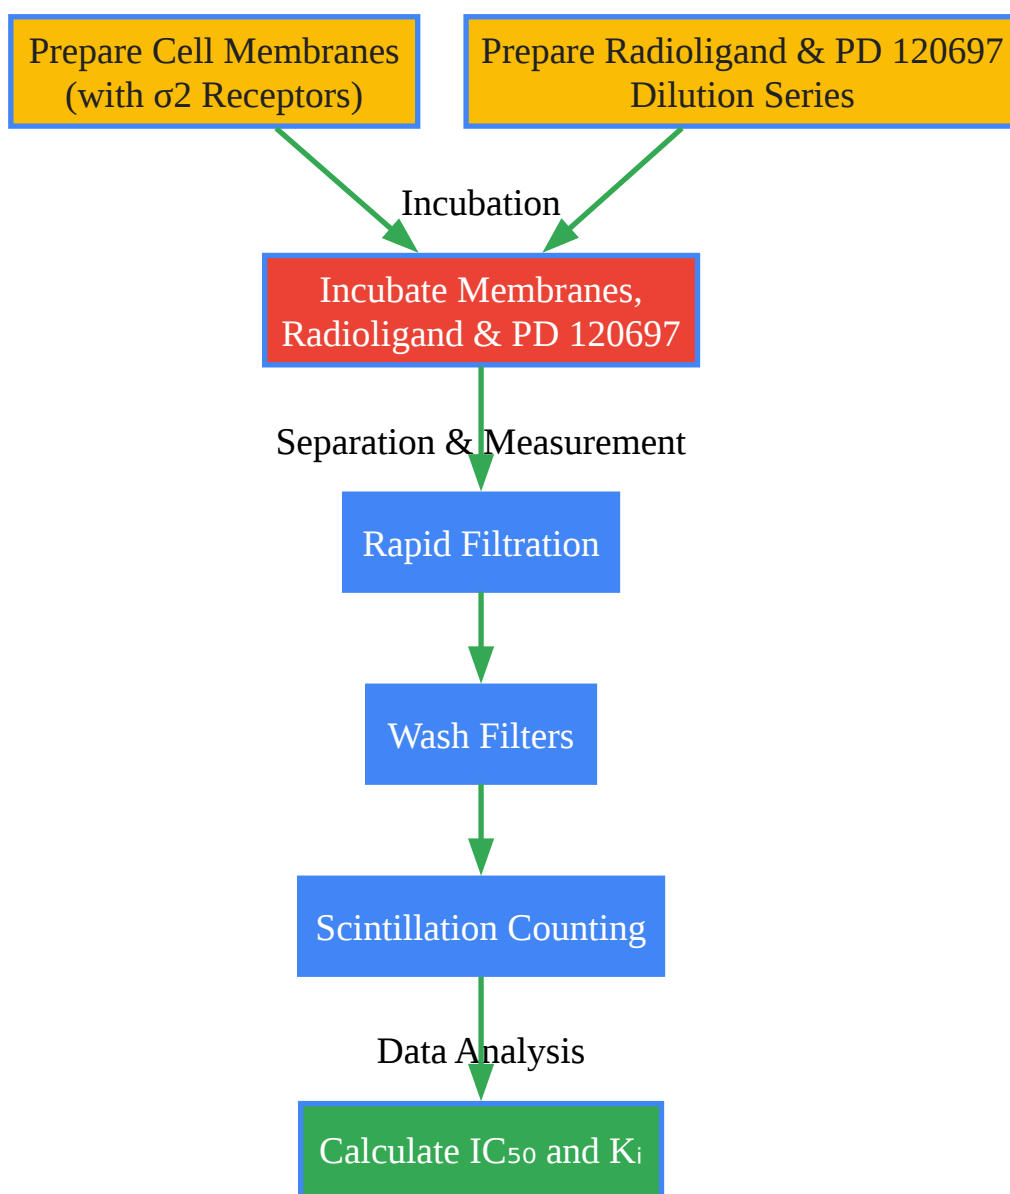 Prepare Cell Membranes
(with σ2 Receptors)
Prepare Radioligand & PD 120697
Dilution Series
Incubation
Incubate Membranes,
Radioligand & PD 120697
Separation & Measurement
Rapid Filtration
Wash Filters
Scintillation Counting
Data Analysis
Calculate IC₅₀ and Kᵢ